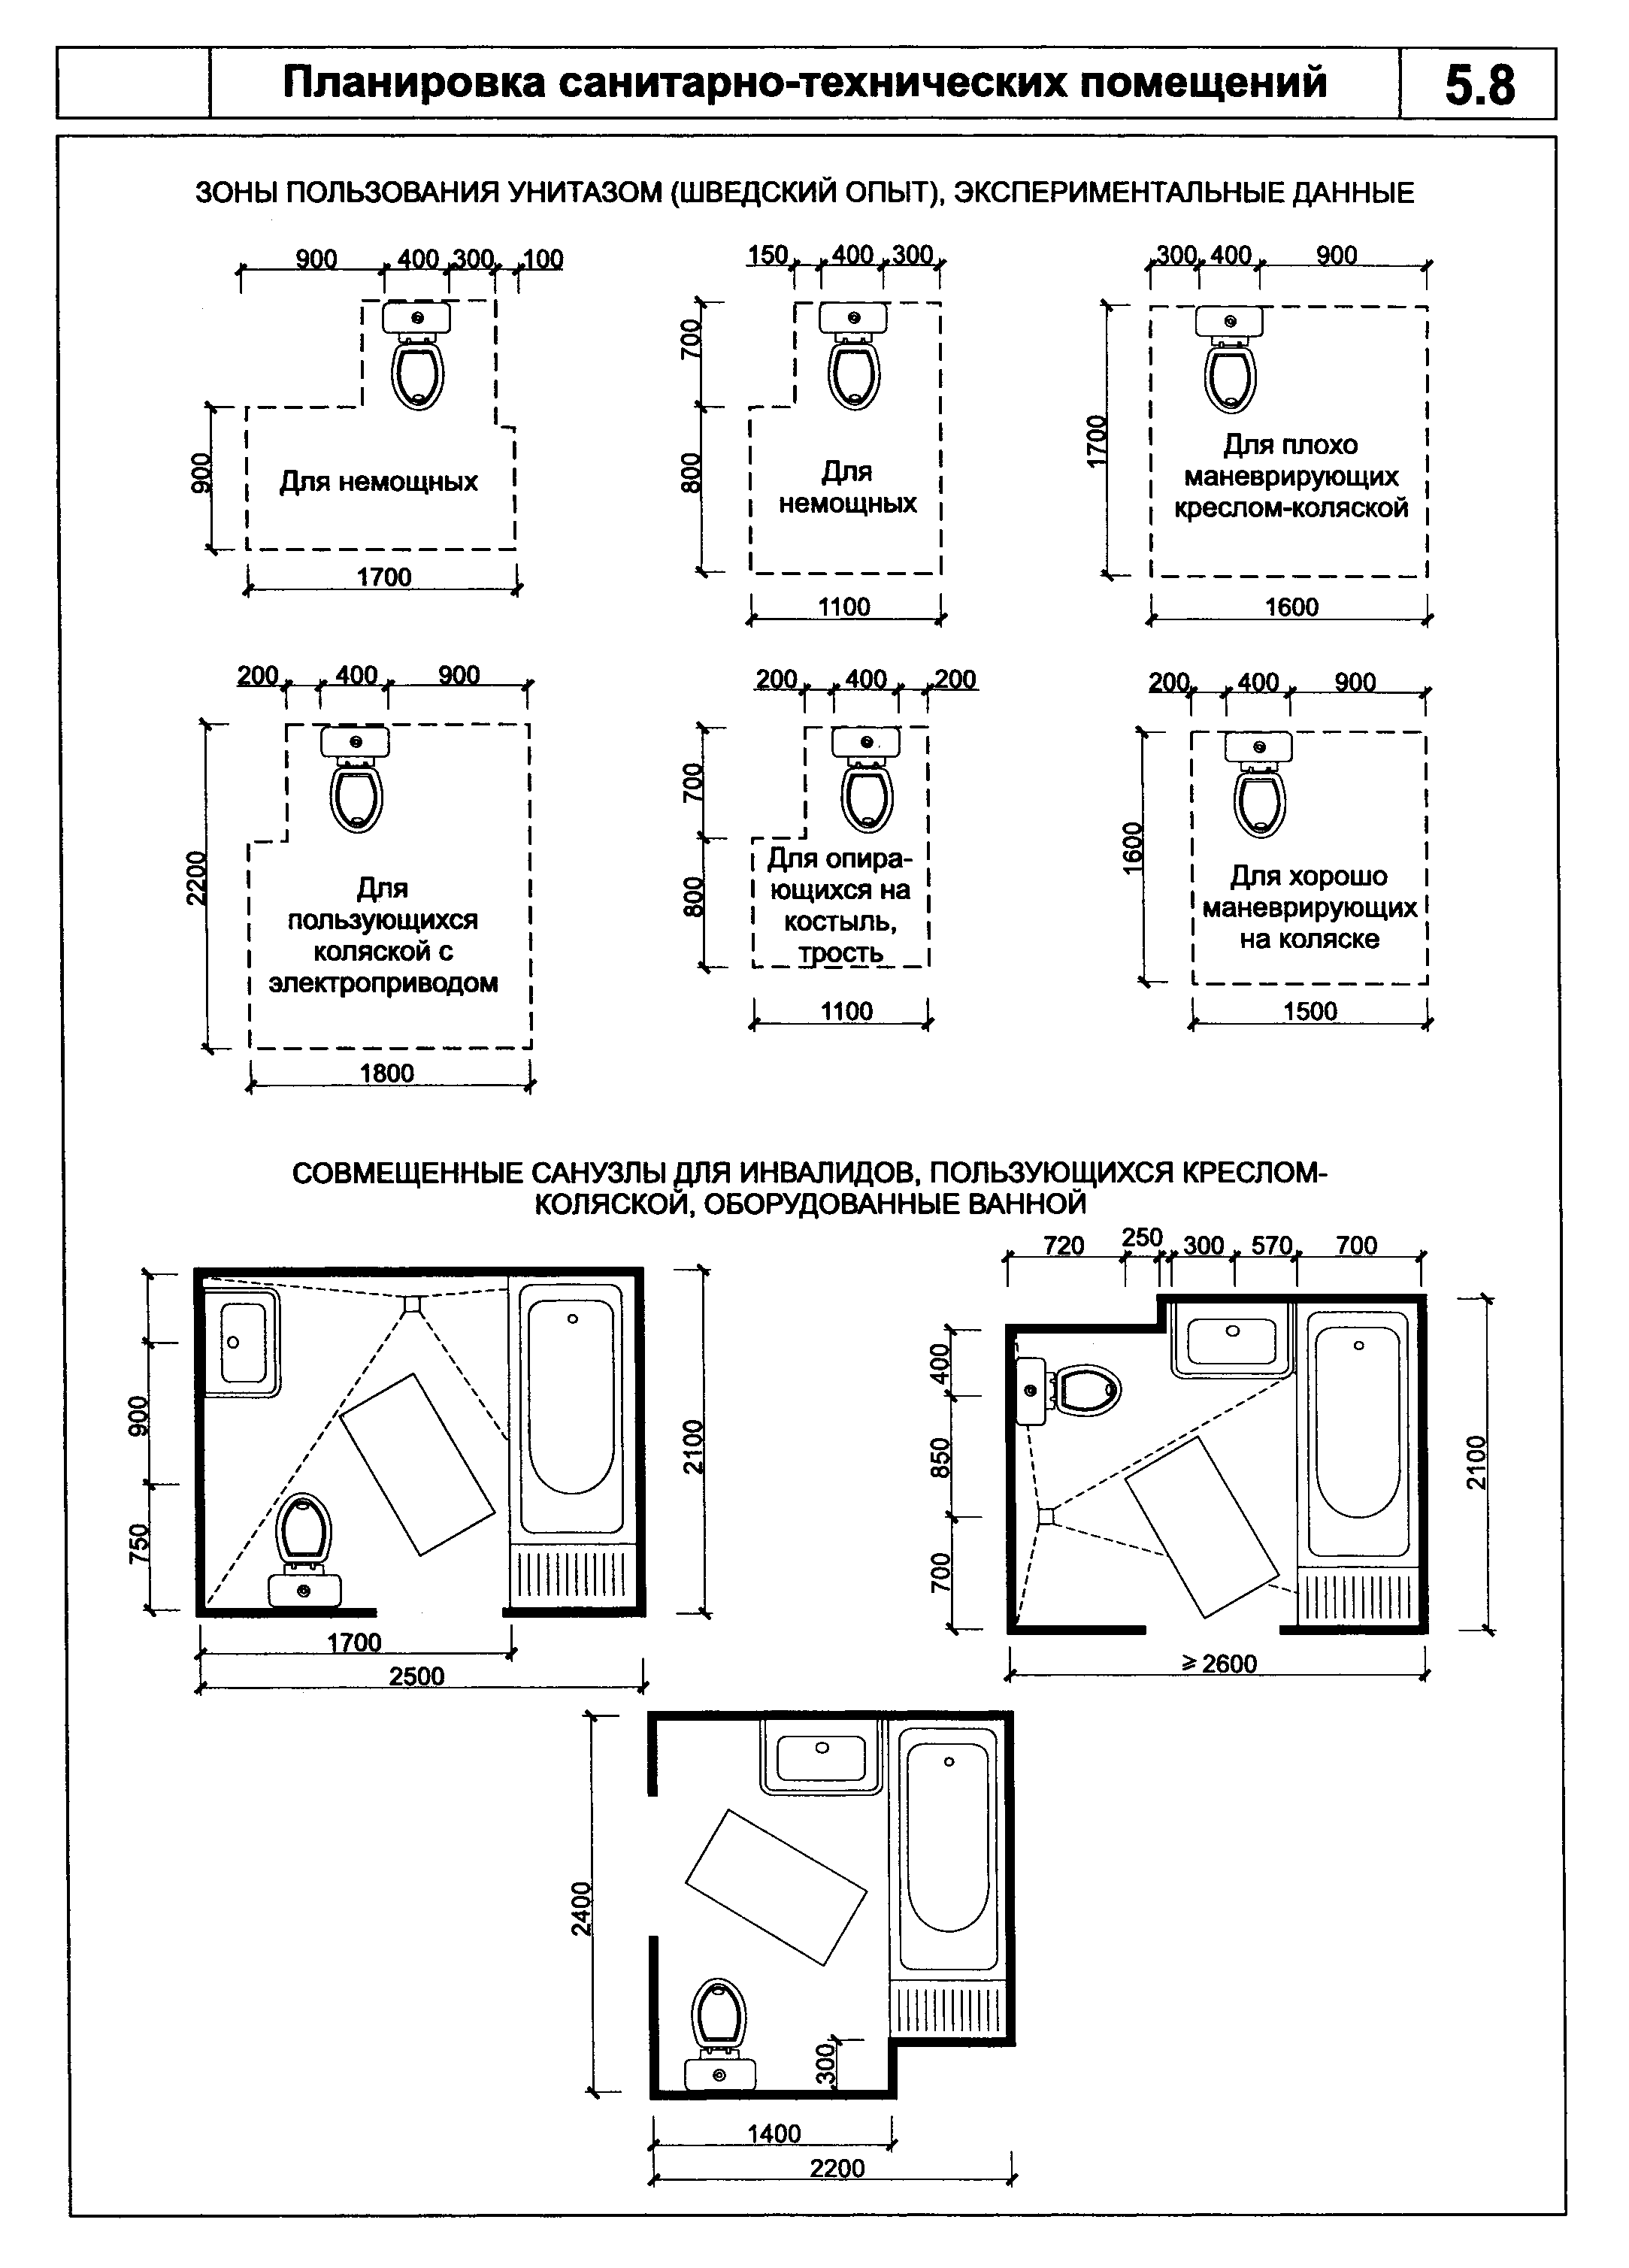 Планировка санитарно-технических помещений
5.8
ЗОНЫ ПОЛЬЗОВАНИЯ УНИТАЗОМ (ШВЕДСКИЙ ОПЫТ), ЭКСПЕРИМЕНТАЛЬНЫЕ ДАННЫЕ
900 400 300 100
900
Для немощных
1700
150 400 300
700
800
Для
немощных
1100
300 400 900
1700
Для плохо
маневрирующих
креслом-коляской
1600
200 400 900
2200
Для
пользующихся
коляской с
электроприводом
1800
200 400 200
700
800
Для опира-
ющихся на
костыль,
трость
1100
200 400 900
1600
Для хорошо
маневрирующих
на коляске
1500
СОВМЕЩЕННЫЕ САНУЗЛЫ ДЛЯ ИНВАЛИДОВ, ПОЛЬЗУЮЩИХСЯ КРЕСЛОМ-
КОЛЯСКОЙ, ОБОРУДОВАННЫЕ ВАННОЙ
900
750
2100
1700
2500
720 250 300 570 700
400
850
700
2100
⩾ 2600
2400
300
1400
2200